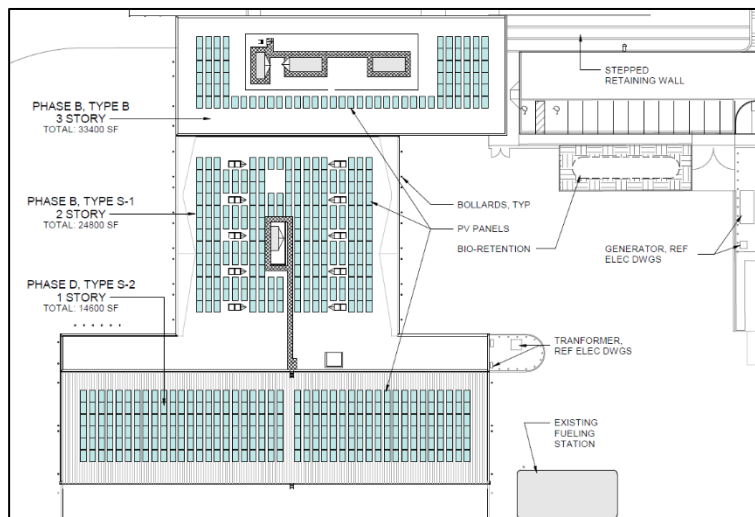 STEPPED
RETAINING WALL
PHASE B, TYPE B
3 STORY
TOTAL: 33400 SF
PHASE B, TYPE S-1
2 STORY
TOTAL: 24800 SF
BOLLARDS, TYP
PV PANELS
BIO-RETENTION
GENERATOR, REF
ELEC DWGS
PHASE D, TYPE S-2
1 STORY
TOTAL: 14600 SF
TRANFORMER,
REF ELEC DWGS
EXISTING
FUELING
STATION